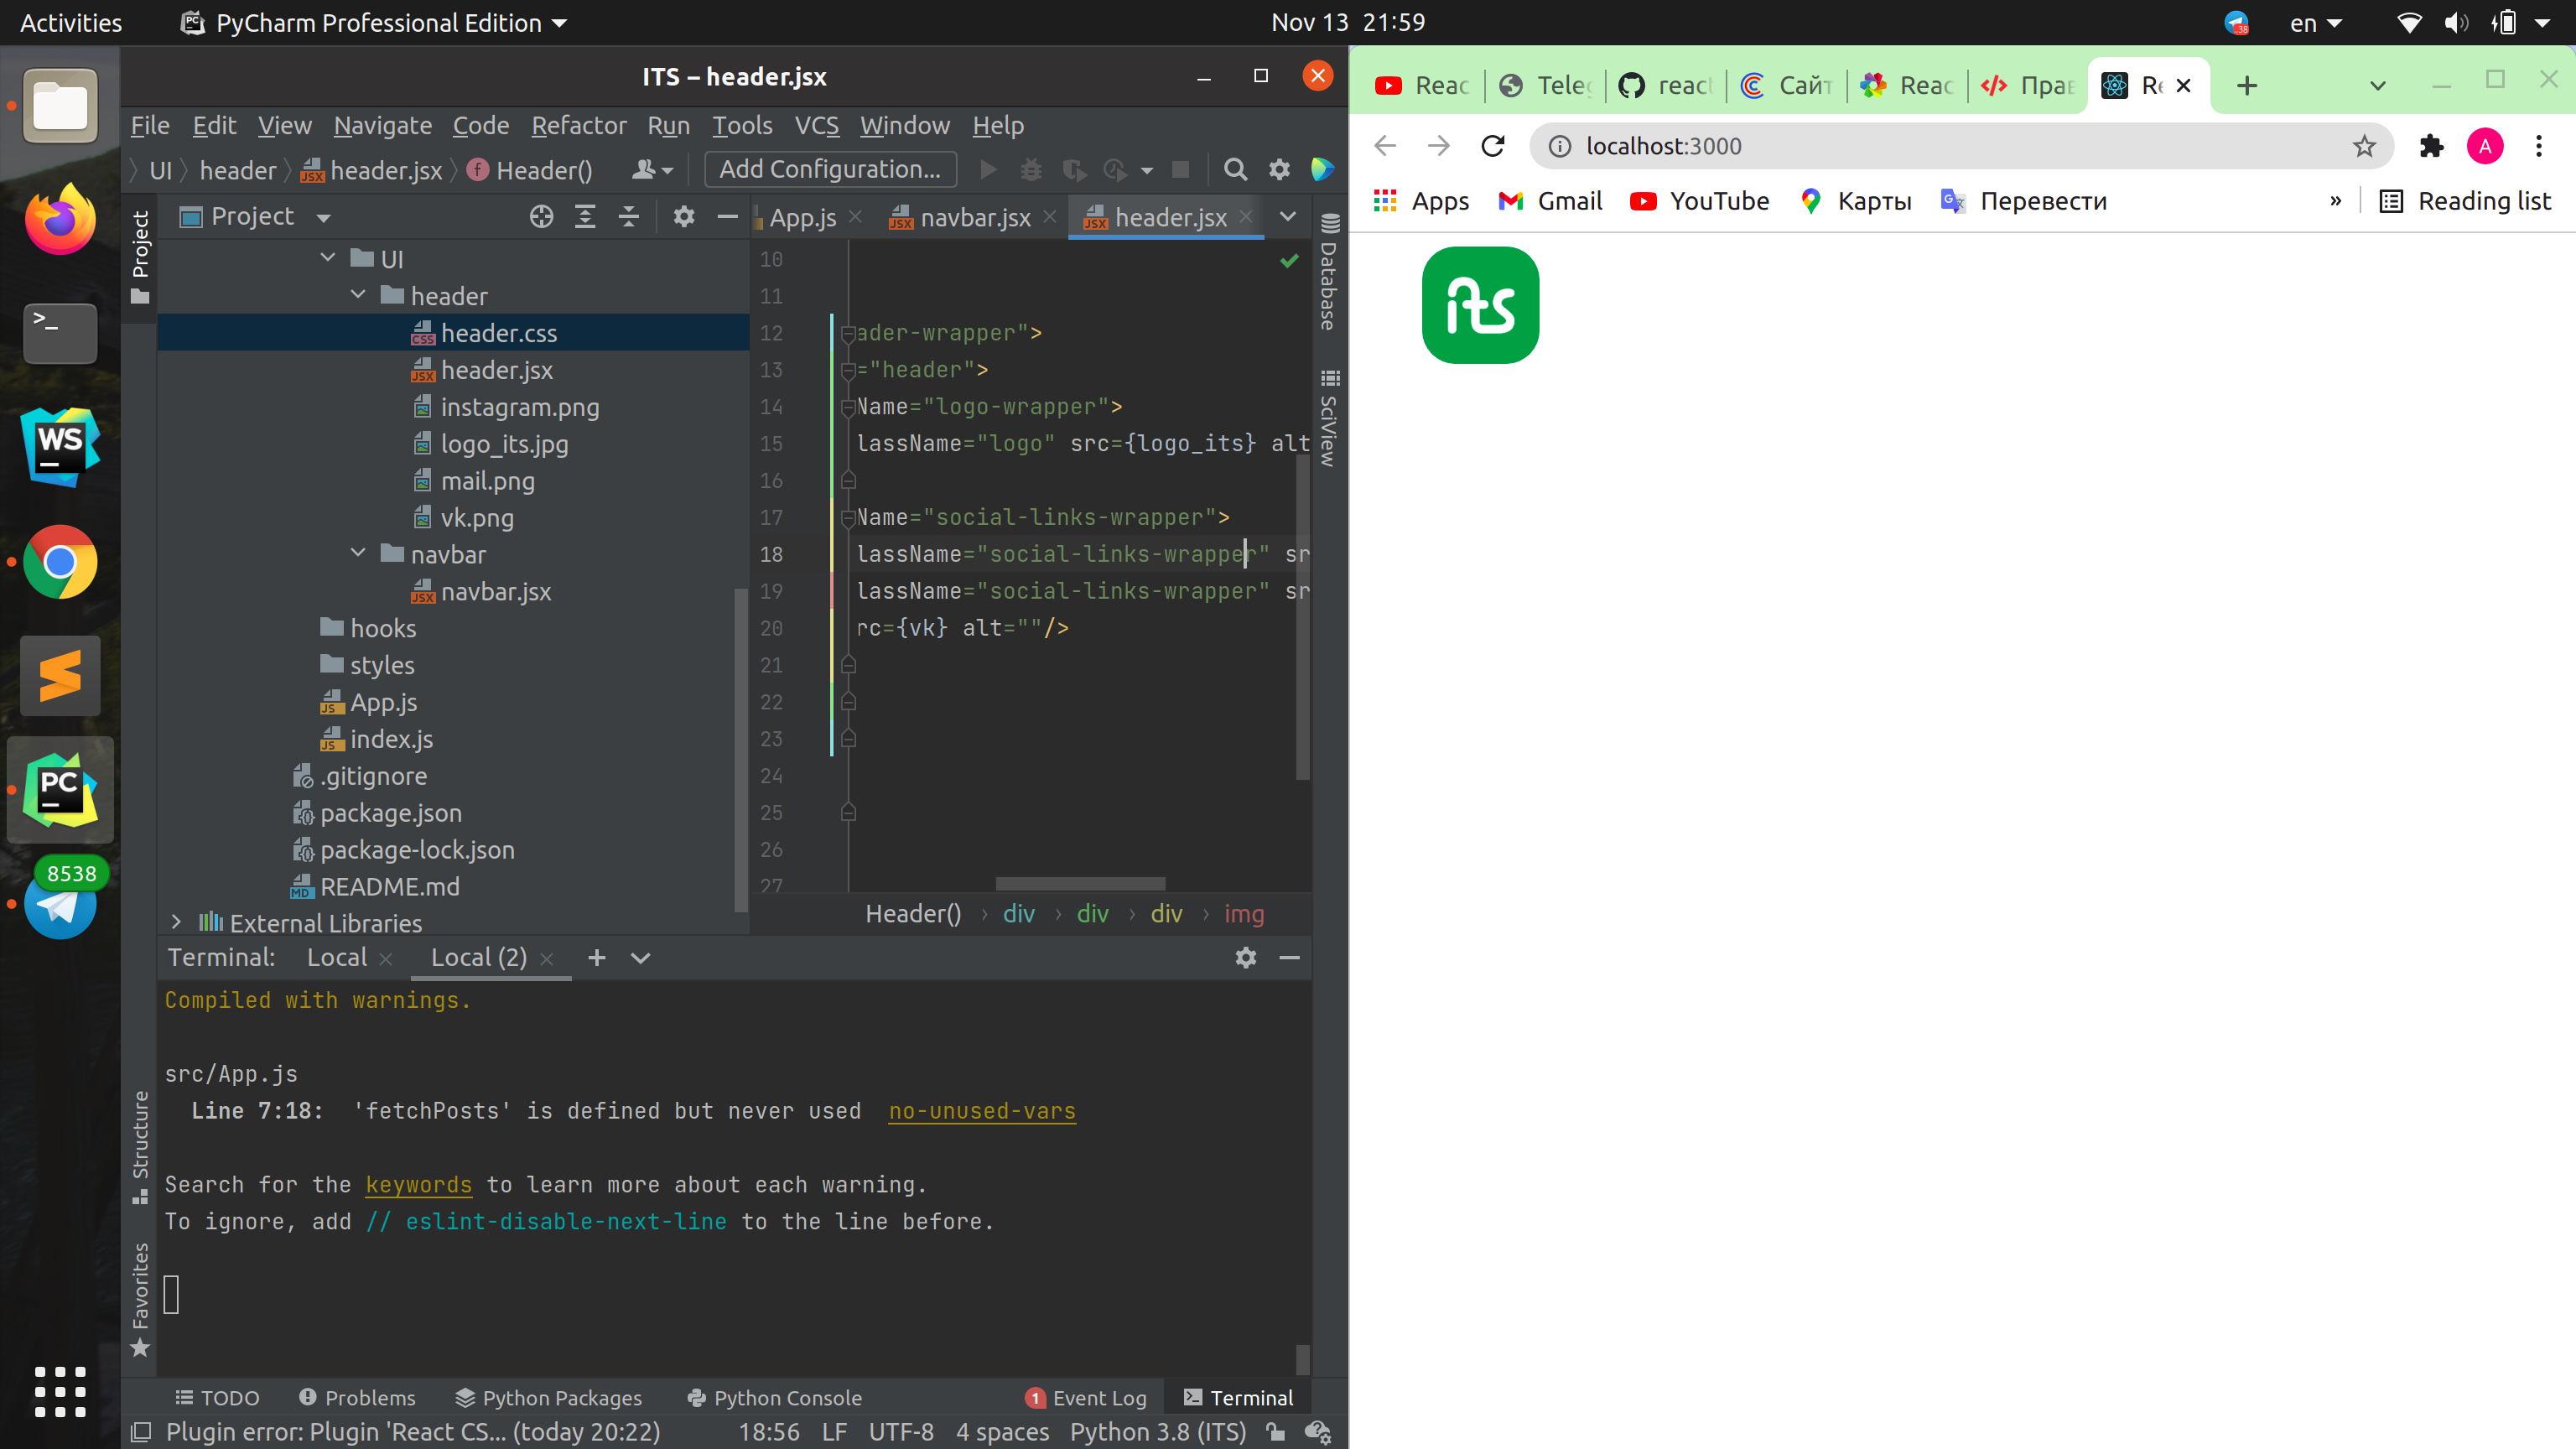 Activities
PyCharm Professional Edition
Nov 13 21:59
38
en
ITS – header.jsx
File Edit View Navigate Code Refactor Run Tools VCS Window Help
UI header header.jsx Header()
Add Configuration...
Project
Project
App.js navbar.jsx header.jsx
UI
header
header.css
header.jsx
instagram.png
logo_its.jpg
mail.png
vk.png
navbar
navbar.jsx
hooks
styles
App.js
index.js
.gitignore
package.json
package-lock.json
README.md
External Libraries
10
11
12 ader-wrapper">
13 ="header">
14 Name="logo-wrapper">
15 lassName="logo" src={logo_its} alt
16
17 Name="social-links-wrapper">
18 lassName="social-links-wrapper" sr
19 lassName="social-links-wrapper" sr
20 rc={vk} alt=""/>
21
22
23
24
25
26
27
Header() › div › div › div › img
Database
SciView
Structure
Favorites
Terminal: Local Local (2)
Compiled with warnings.
src/App.js
Line 7:18: 'fetchPosts' is defined but never used no-unused-vars
Search for the keywords to learn more about each warning.
To ignore, add // eslint-disable-next-line to the line before.
TODO Problems Python Packages Python Console 1 Event Log Terminal
Plugin error: Plugin 'React CS... (today 20:22) 18:56 LF UTF-8 4 spaces Python 3.8 (ITS)
WS
PC
8538
Reac Teleg react Сайт Reac Прав Re
localhost:3000
A
Apps Gmail YouTube Карты Перевести » Reading list
its